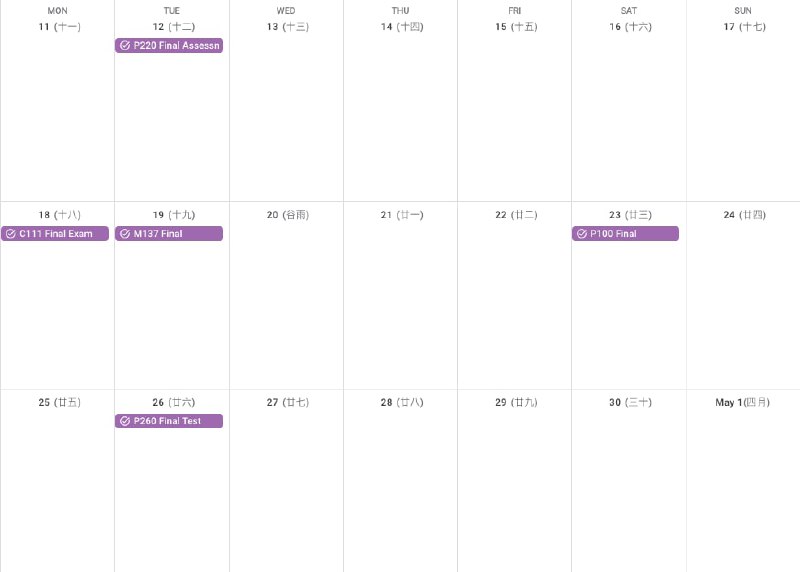 MON TUE WED THU FRI SAT SUN
11 (十一) 12 (十二) 13 (十三) 14 (十四) 15 (十五) 16 (十六) 17 (十七)
P220 Final Assessn
18 (十八) 19 (十九) 20 (谷雨) 21 (廿一) 22 (廿二) 23 (廿三) 24 (廿四)
C111 Final Exam M137 Final P100 Final
25 (廿五) 26 (廿六) 27 (廿七) 28 (廿八) 29 (廿九) 30 (三十) May 1(四月)
P260 Final Test